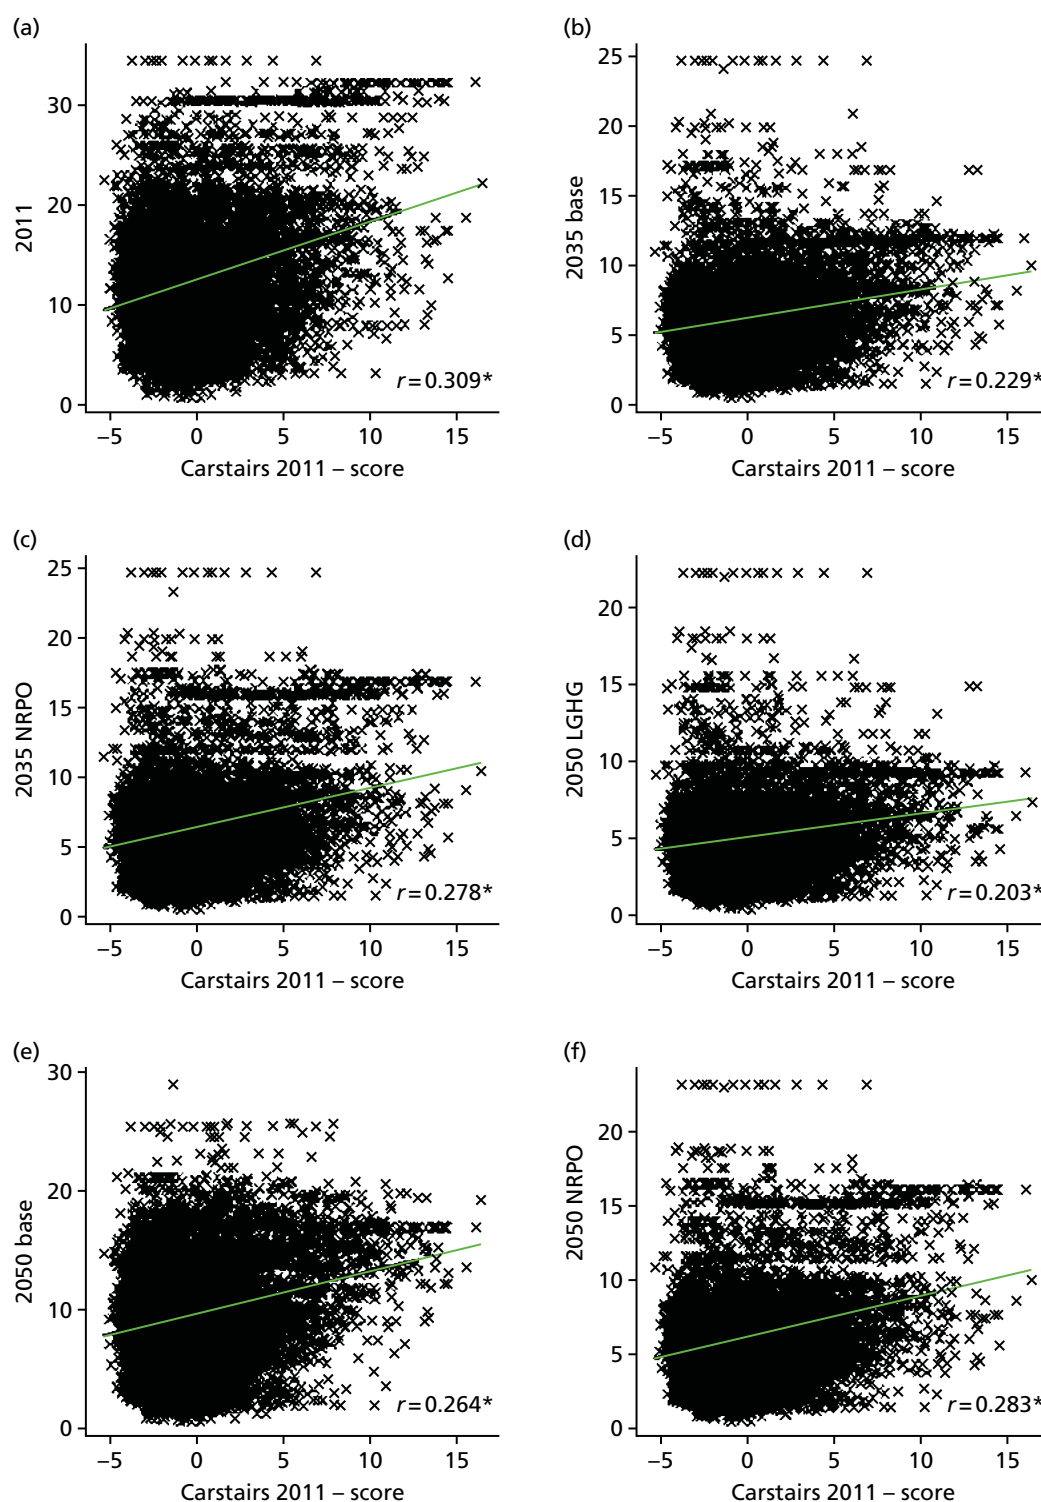 (a)
2011
30
20
10
0
−5 0 5 10 15
Carstairs 2011 – score
r = 0.309*
(b)
2035 base
25
20
15
10
5
0
−5 0 5 10 15
Carstairs 2011 – score
r = 0.229*
(c)
2035 NRPO
25
20
15
10
5
0
−5 0 5 10 15
Carstairs 2011 – score
r = 0.278*
(d)
2050 LGHG
20
15
10
5
0
−5 0 5 10 15
Carstairs 2011 – score
r = 0.203*
(e)
2050 base
30
20
10
0
−5 0 5 10 15
Carstairs 2011 – score
r = 0.264*
(f)
2050 NRPO
20
15
10
5
0
−5 0 5 10 15
Carstairs 2011 – score
r = 0.283*